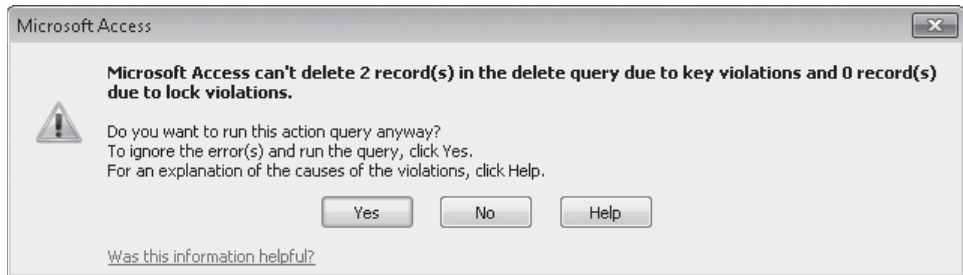 Microsoft Access
Microsoft Access can't delete 2 record(s) in the delete query due to key violations and 0 record(s)
due to lock violations.
Do you want to run this action query anyway?
To ignore the error(s) and run the query, click Yes.
For an explanation of the causes of the violations, click Help.
Yes No Help
Was this information helpful?